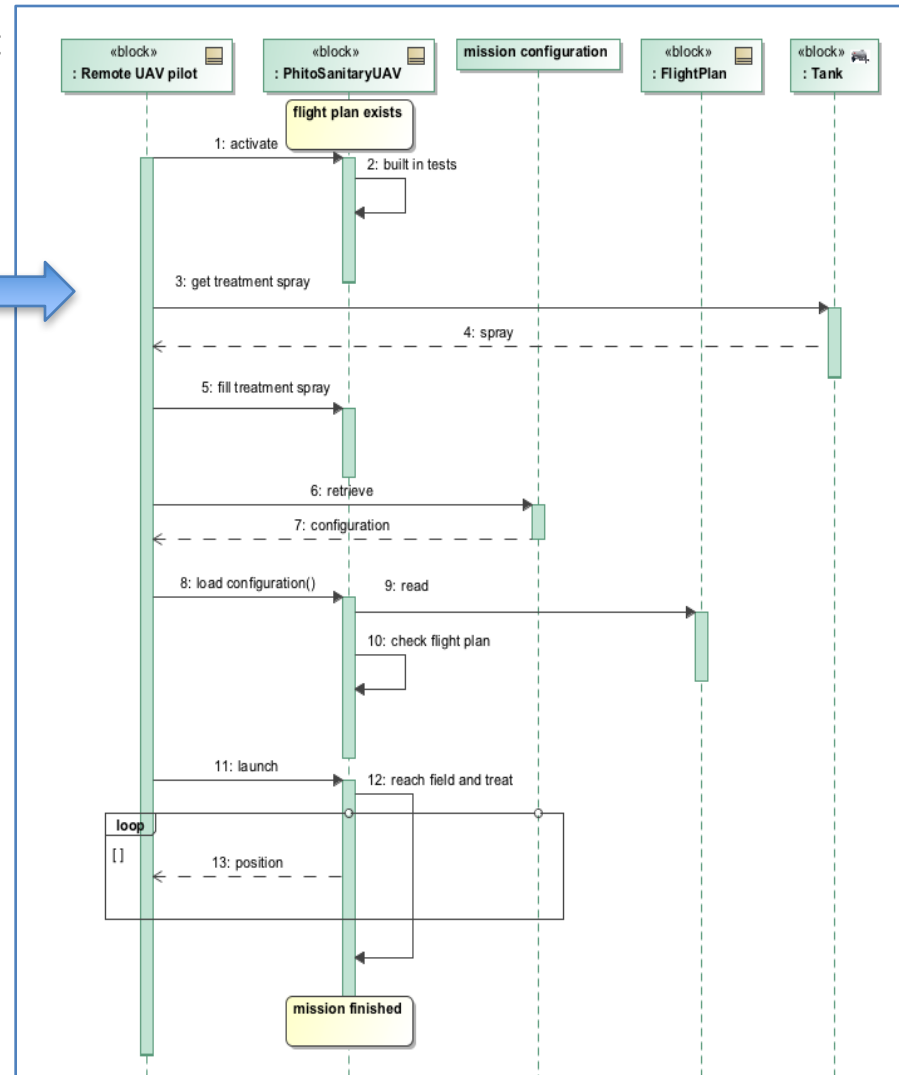 «block»
: Remote UAV pilot
«block»
: PhitoSanitaryUAV
mission configuration
«block»
: FlightPlan
«block»
: Tank
flight plan exists
1: activate
2: built in tests
3: get treatment spray
4: spray
5: fill treatment spray
6: retrieve
7: configuration
8: load configuration()
9: read
10: check flight plan
11: launch
12: reach field and treat
loop
[ ]
13: position
mission finished